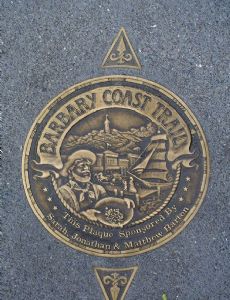 BARBARY COAST TRAIL
This Plaque Sponsored By
Sarah, Jonathan & Matthew Barton